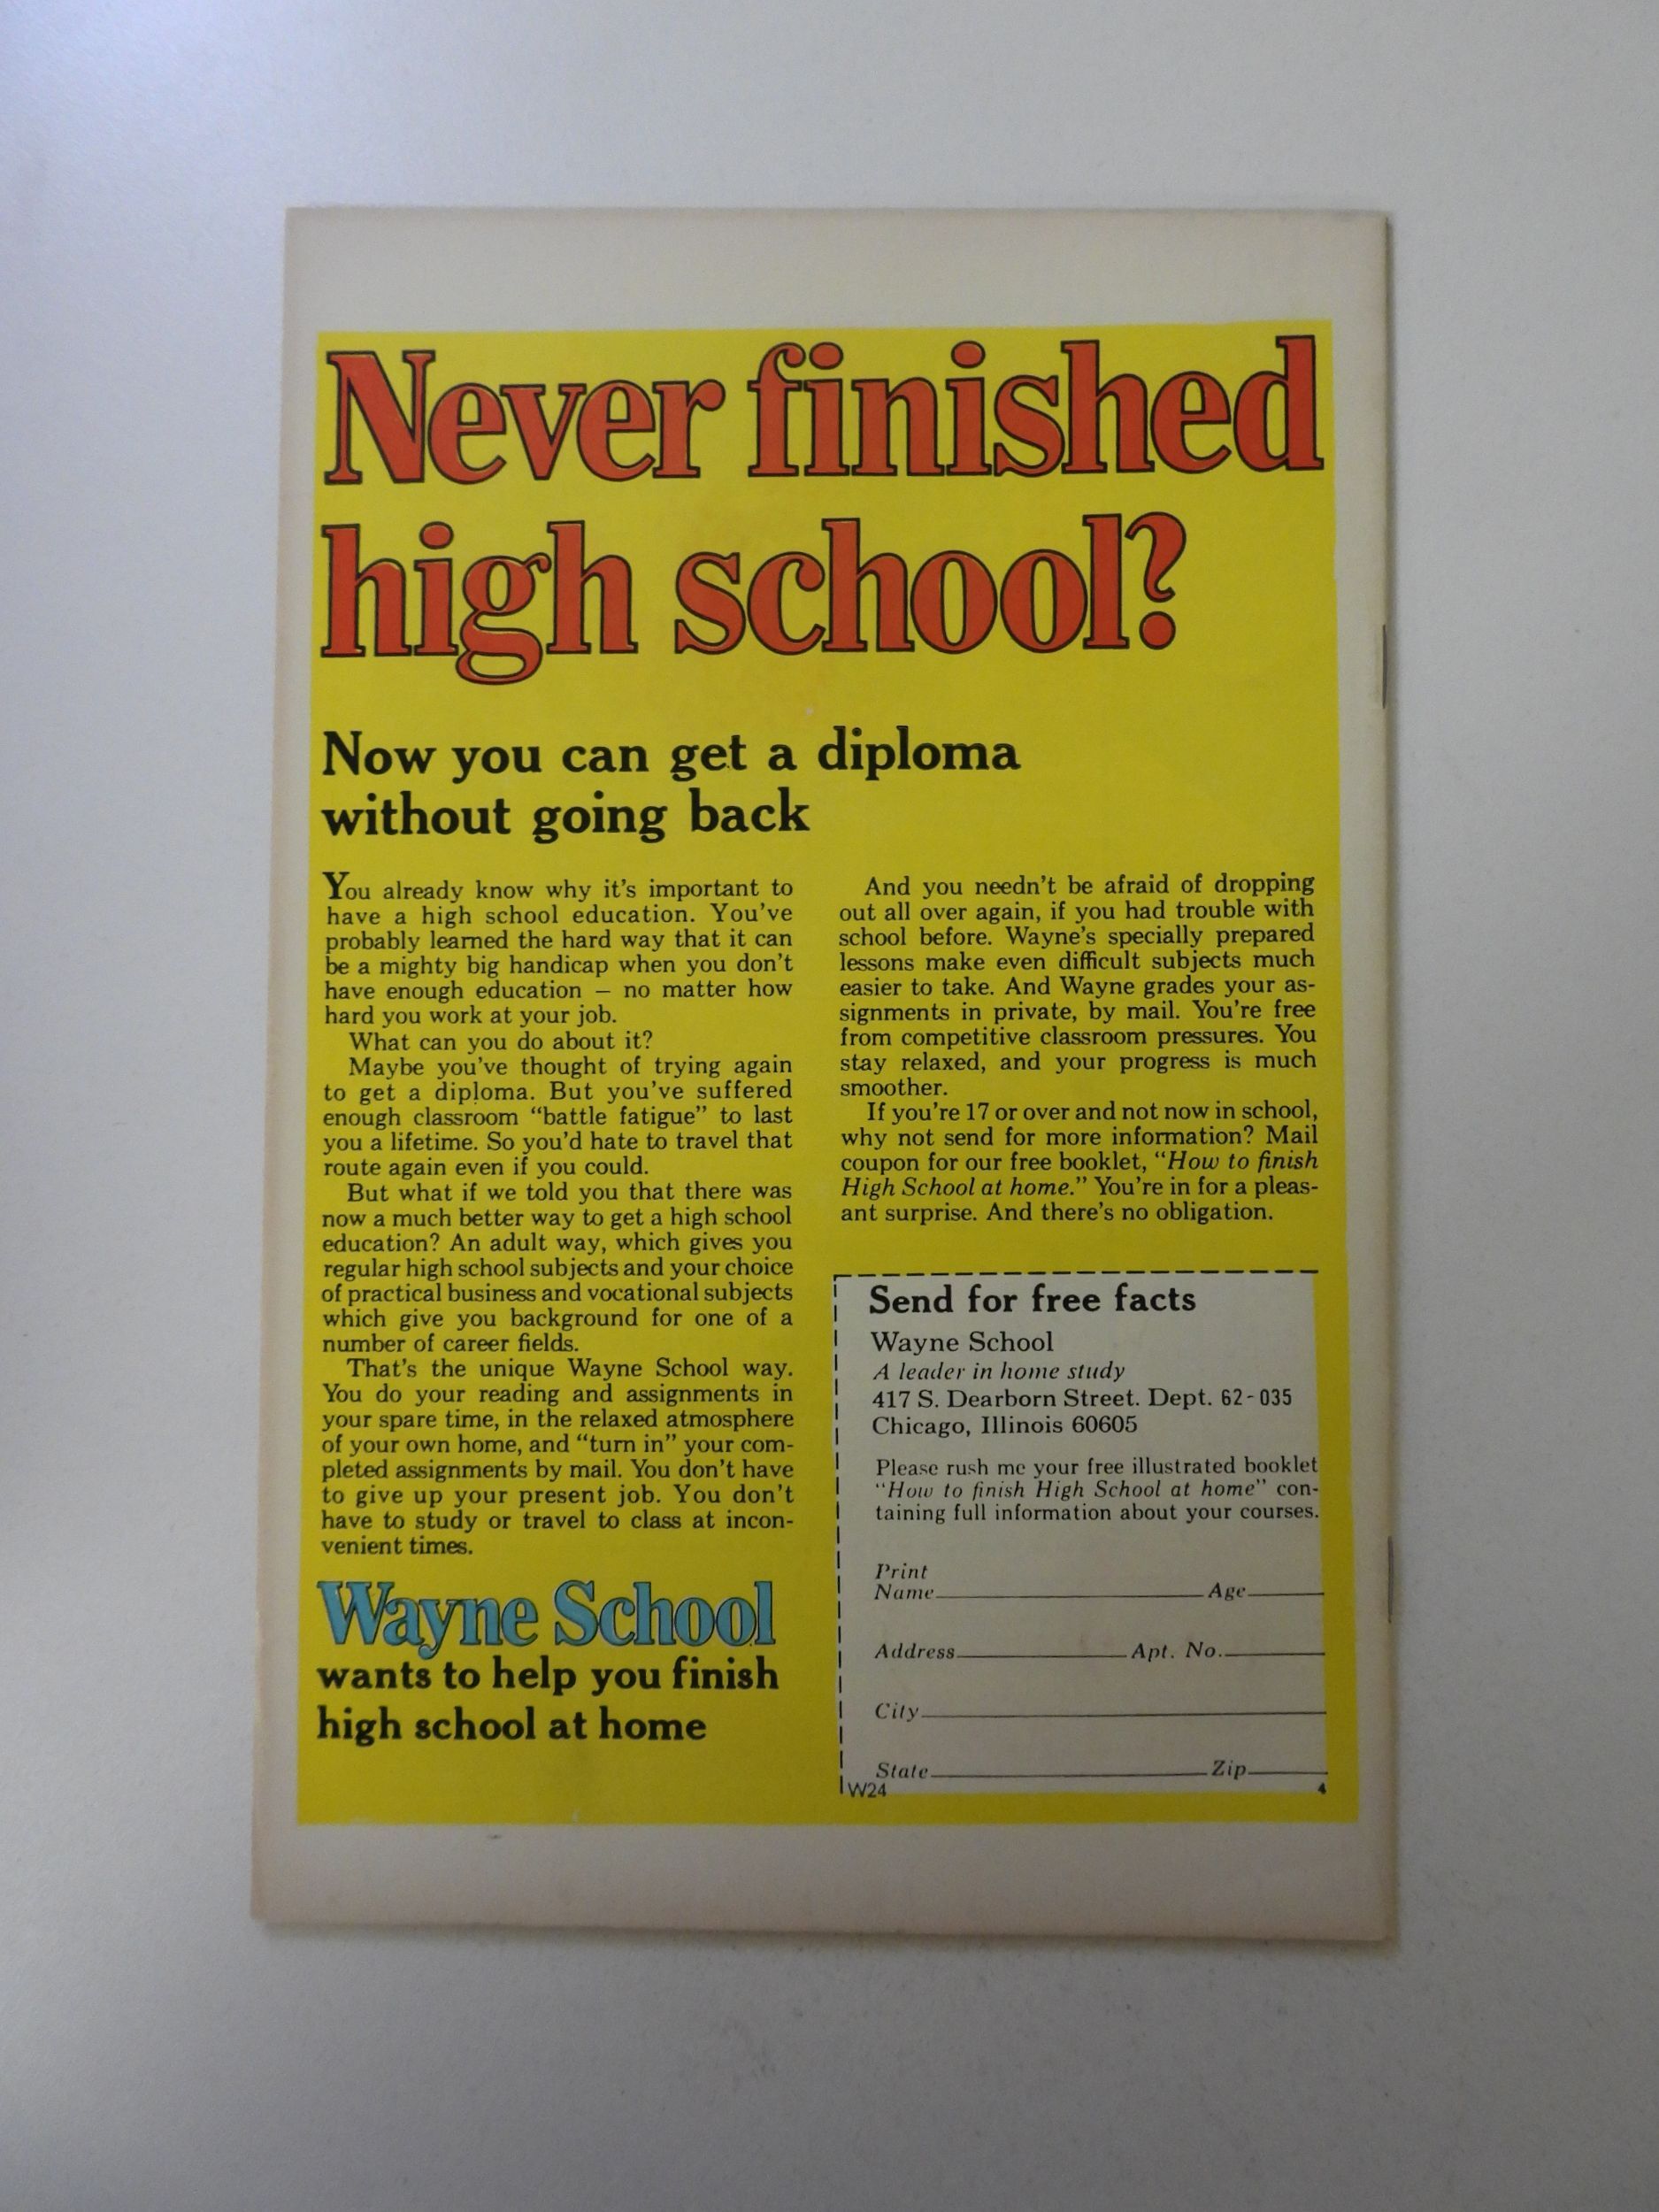 Never finished
high school?
Now you can get a diploma
without going back
You already know why it's important to
have a high school education. You've
probably learned the hard way that it can
be a mighty big handicap when you don't
have enough education – no matter how
hard you work at your job.
What can you do about it?
Maybe you've thought of trying again
to get a diploma. But you've suffered
enough classroom "battle fatigue" to last
you a lifetime. So you'd hate to travel that
route again even if you could.
But what if we told you that there was
now a much better way to get a high school
education? An adult way, which gives you
regular high school subjects and your choice
of practical business and vocational subjects
which give you background for one of a
number of career fields.
That's the unique Wayne School way.
You do your reading and assignments in
your spare time, in the relaxed atmosphere
of your own home, and "turn in" your com-
pleted assignments by mail. You don't have
to give up your present job. You don't
have to study or travel to class at incon-
venient times.
Wayne School
wants to help you finish
high school at home
And you needn't be afraid of dropping
out all over again, if you had trouble with
school before. Wayne's specially prepared
lessons make even difficult subjects much
easier to take. And Wayne grades your as-
signments in private, by mail. You're free
from competitive classroom pressures. You
stay relaxed, and your progress is much
smoother.
If you're 17 or over and not now in school,
why not send for more information? Mail
coupon for our free booklet, "How to finish
High School at home." You're in for a pleas-
ant surprise. And there's no obligation.
Send for free facts
Wayne School
A leader in home study
417 S. Dearborn Street. Dept. 62-035
Chicago, Illinois 60605
Please rush me your free illustrated booklet
"How to finish High School at home" con-
taining full information about your courses.
Print
Name Age
Address Apt. No.
City
State Zip
W24 4